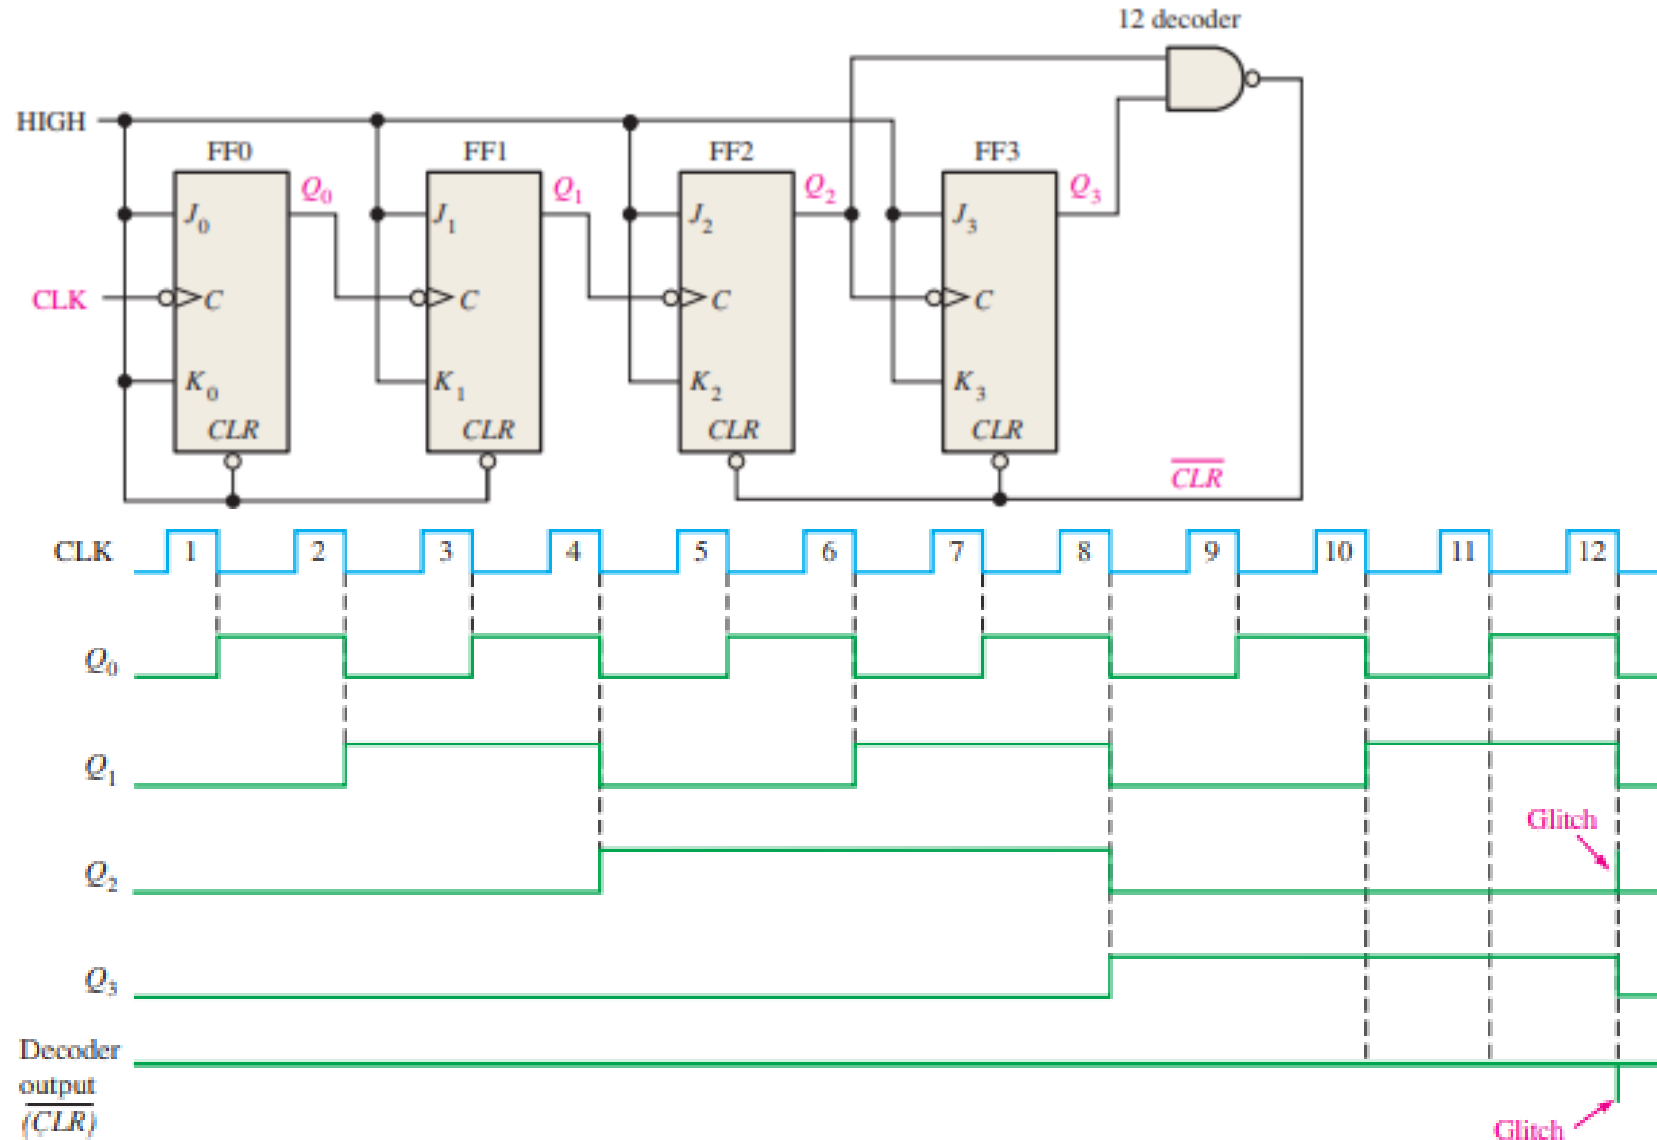 12 decoder
HIGH
FF0 FF1 FF2 FF3
Q0 Q1 Q2 Q3
J0 J1 J2 J3
CLK C C C C
K0 K1 K2 K3
CLR CLR CLR CLR
CLR
CLK 1 2 3 4 5 6 7 8 9 10 11 12
Q0
Q1
Glitch
Q2
Q3
Decoder
output
(CLR)
Glitch